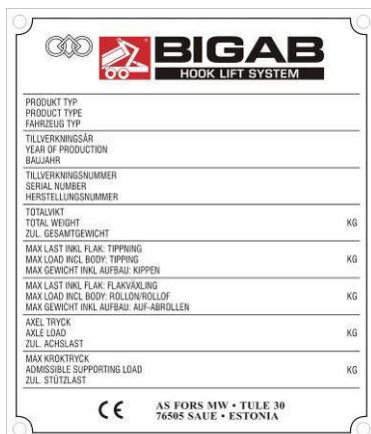 BIGAB
HOOK LIFT SYSTEM
PRODUKT TYP
PRODUCT TYPE
FAHRZEUG TYP
TILLVERKNINGSÅR
YEAR OF PRODUCTION
BAUJAHR
TILLVERKNINGSNUMMER
SERIAL NUMBER
HERSTELLUNGSNUMMER
TOTALVIKT
TOTAL WEIGHT KG
ZUL. GESAMTGEWICHT
MAX LAST INKL FLAK: TIPPNING
MAX LOAD INCL BODY: TIPPING KG
MAX GEWICHT INKL AUFBAU: KIPPEN
MAX LAST INKL FLAK: FLAKVÄXLING
MAX LOAD INCL BODY: ROLLON/ROLLOF KG
MAX GEWICHT INKL AUFBAU: AUF-ABROLLEN
AXEL TRYCK
AXLE LOAD KG
ZUL. ACHSLAST
MAX KROKTRYCK
ADMISSIBLE SUPPORTING LOAD KG
ZUL. STÜTZLAST
CE AS FORS MW • TULE 30
76505 SAUE • ESTONIA